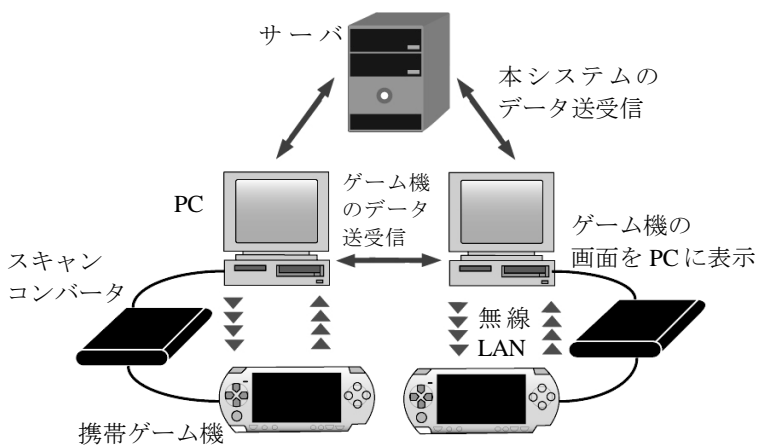 サーバ
本システムの
データ送受信
PC
ゲーム機
のデータ
送受信
ゲーム機の
画面を PC に表示
スキャン
コンバータ
無線
LAN
携帯ゲーム機